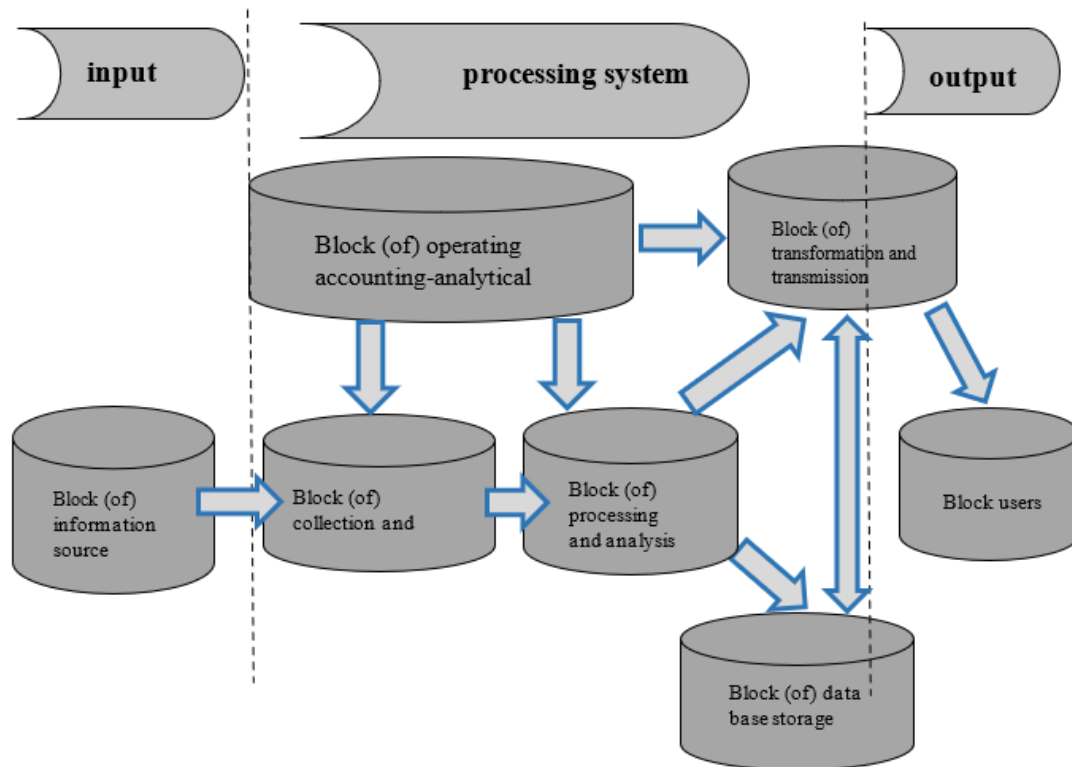 input
processing system
output
Block (of) operating
accounting-analytical
Block (of)
transformation and
transmission
Block (of)
information
source
Block (of)
collection and
Block (of)
processing
and analysis
Block users
Block (of) data
base storage